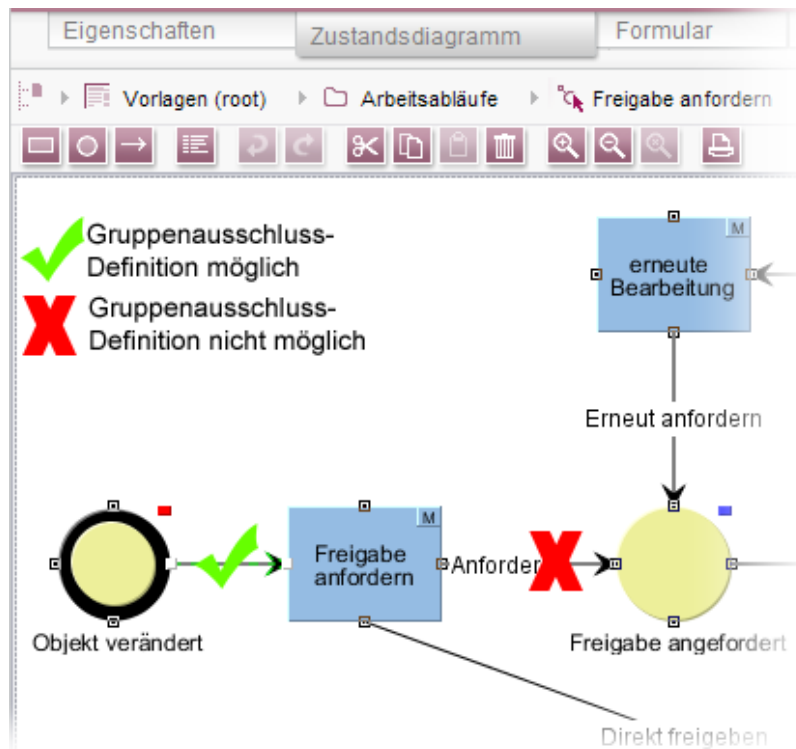 Eigenschaften
Zustandsdiagramm
Formular
Vorlagen (root)
Arbeitsabläufe
Freigabe anfordern
Gruppenausschluss-
Definition möglich
Gruppenausschluss-
Definition nicht möglich
M
erneute
Bearbeitung
Erneut anfordern
M
Freigabe
anfordern
Anforder
Objekt verändert
Freigabe angefordert
Direkt freigeben